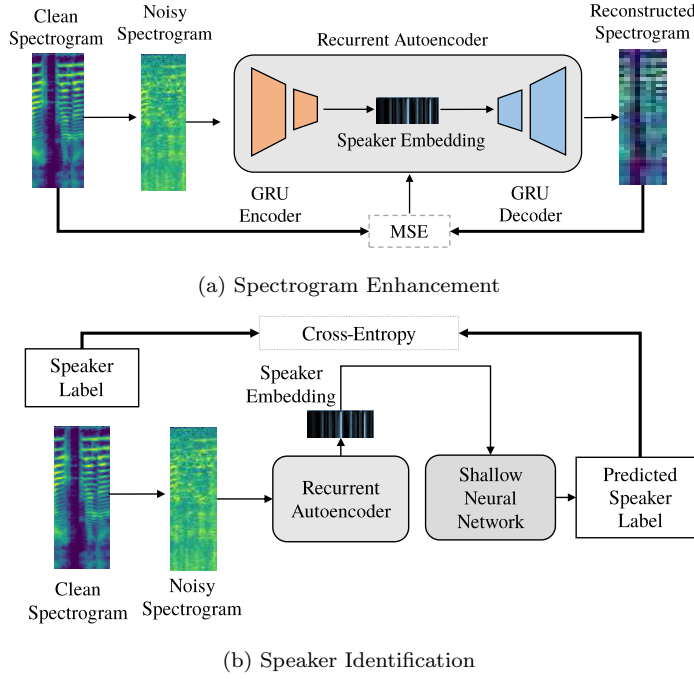 Clean
Spectrogram
Noisy
Spectrogram
Recurrent Autoencoder
Reconstructed
Spectrogram
Speaker Embedding
GRU
Encoder
GRU
Decoder
MSE
(a) Spectrogram Enhancement
Cross-Entropy
Speaker
Label
Speaker
Embedding
Recurrent
Autoencoder
Shallow
Neural
Network
Predicted
Speaker
Label
Clean
Spectrogram
Noisy
Spectrogram
(b) Speaker Identification